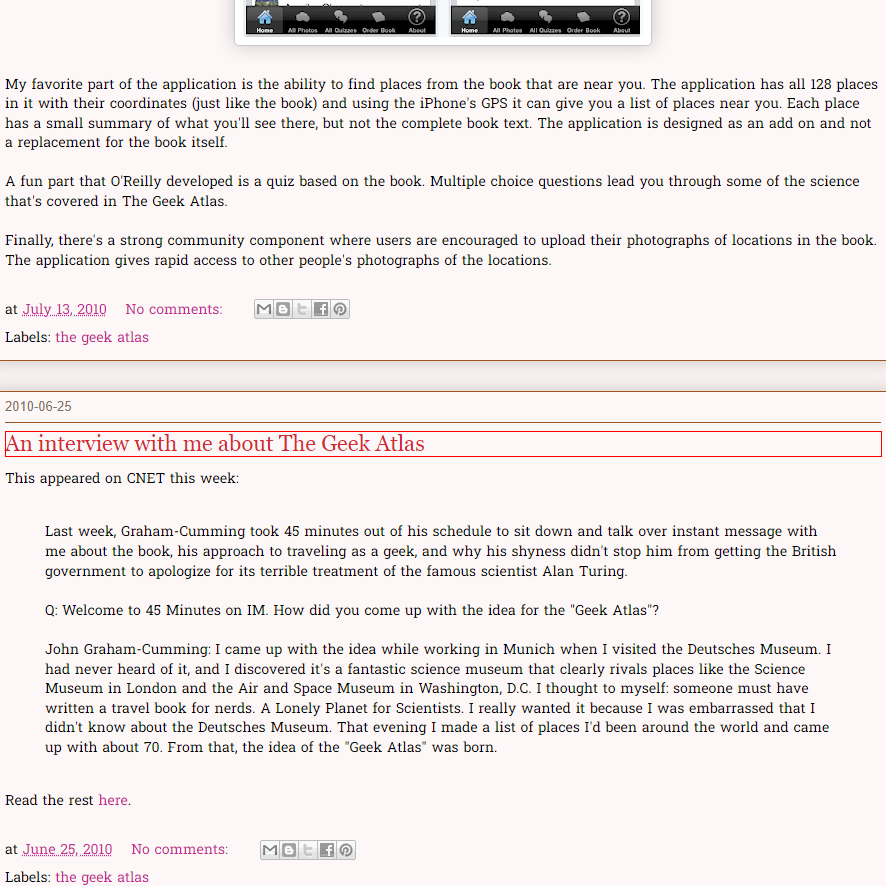 Home All Photos All Quizzes Order Book About Home All Photos All Quizzes Order Book About
My favorite part of the application is the ability to find places from the book that are near you. The application has all 128 places
in it with their coordinates (just like the book) and using the iPhone's GPS it can give you a list of places near you. Each place
has a small summary of what you'll see there, but not the complete book text. The application is designed as an add on and not
a replacement for the book itself.
A fun part that O'Reilly developed is a quiz based on the book. Multiple choice questions lead you through some of the science
that's covered in The Geek Atlas.
Finally, there's a strong community component where users are encouraged to upload their photographs of locations in the book.
The application gives rapid access to other people's photographs of the locations.
at July 13, 2010 No comments:
Labels: the geek atlas
2010-06-25
An interview with me about The Geek Atlas
This appeared on CNET this week:
Last week, Graham-Cumming took 45 minutes out of his schedule to sit down and talk over instant message with
me about the book, his approach to traveling as a geek, and why his shyness didn't stop him from getting the British
government to apologize for its terrible treatment of the famous scientist Alan Turing.
Q: Welcome to 45 Minutes on IM. How did you come up with the idea for the "Geek Atlas"?
John Graham-Cumming: I came up with the idea while working in Munich when I visited the Deutsches Museum. I
had never heard of it, and I discovered it's a fantastic science museum that clearly rivals places like the Science
Museum in London and the Air and Space Museum in Washington, D.C. I thought to myself: someone must have
written a travel book for nerds. A Lonely Planet for Scientists. I really wanted it because I was embarrassed that I
didn't know about the Deutsches Museum. That evening I made a list of places I'd been around the world and came
up with about 70. From that, the idea of the "Geek Atlas" was born.
Read the rest here.
at June 25, 2010 No comments:
Labels: the geek atlas